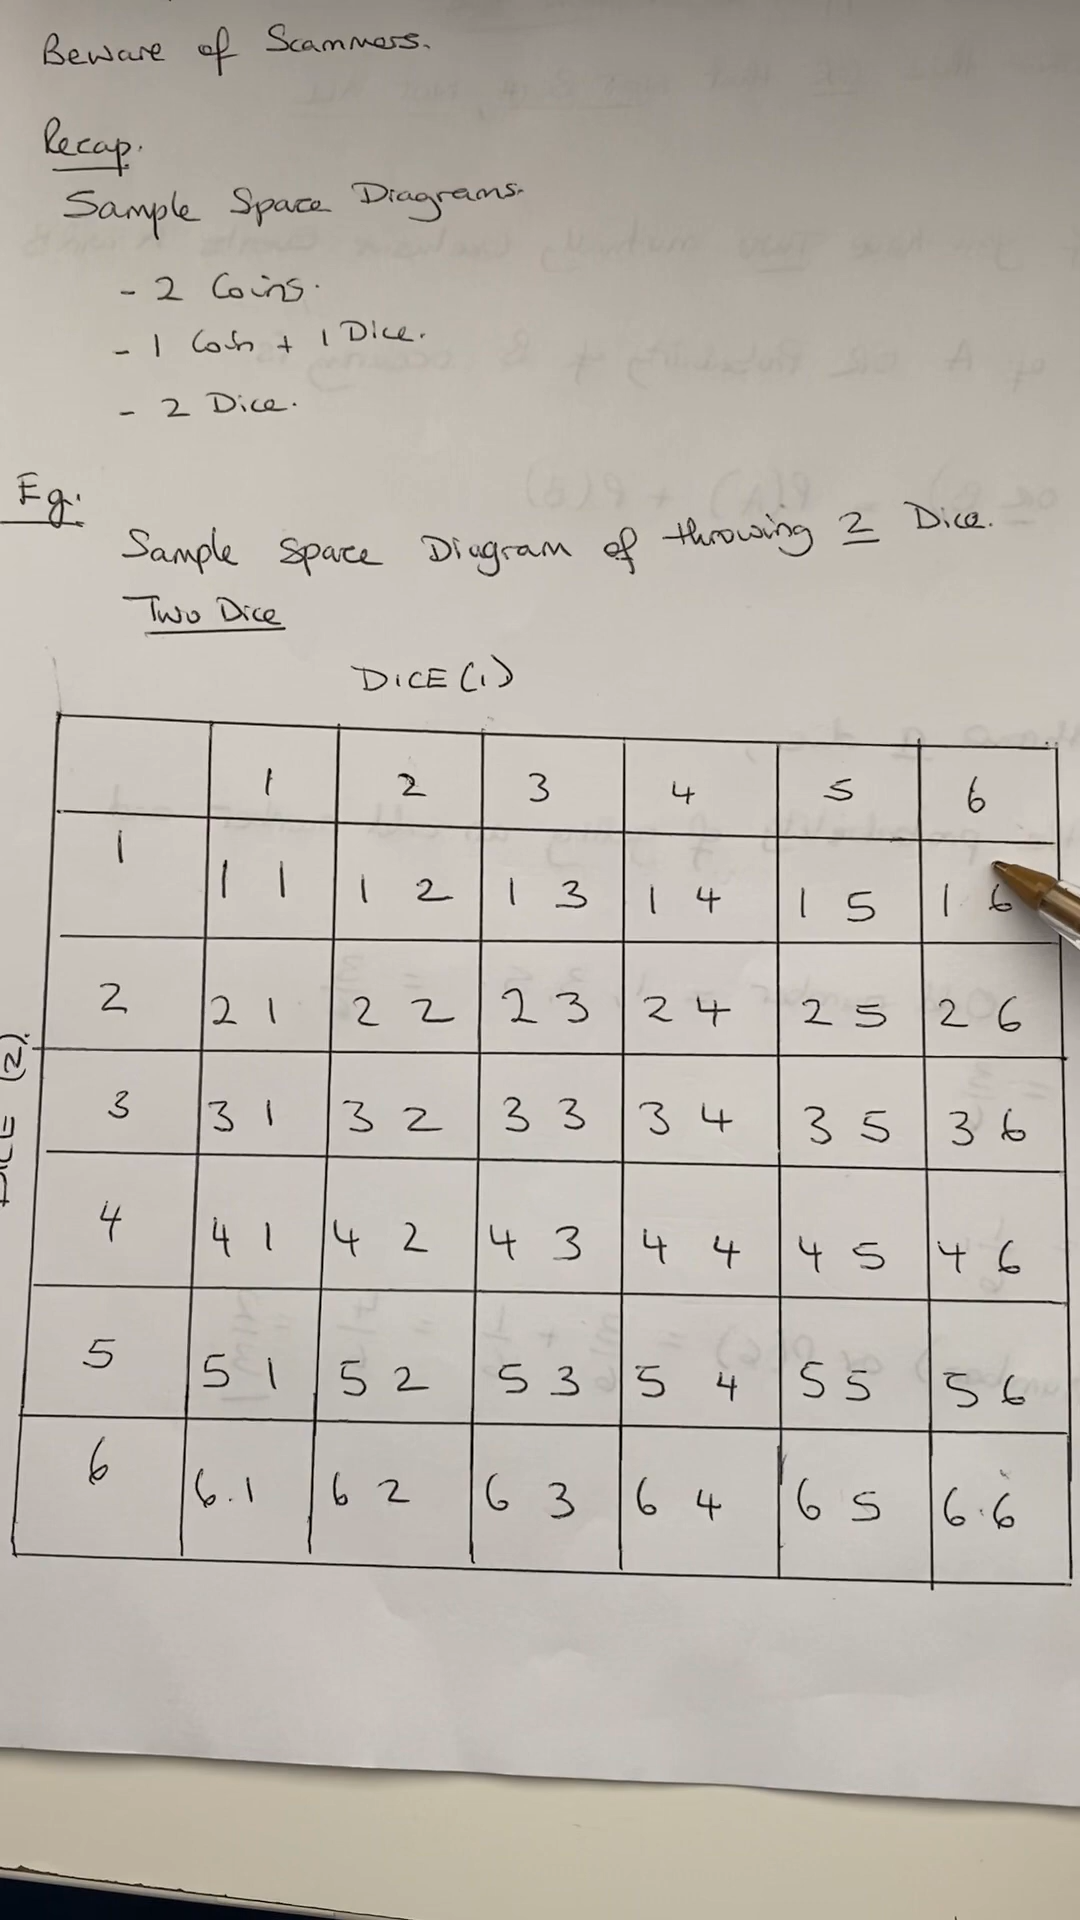 Beware of Scammers.
Recap.
Sample Space Diagrams.
- 2 Coins.
- 1 Coin + 1 Dice.
- 2 Dice.
Eg:
Sample Space Diagram of throwing 2 Dice.
Two Dice
DICE (1)
1 2 3 4 5 6
1 1 1 1 2 1 3 1 4 1 5 1 6
2 2 1 2 2 2 3 2 4 2 5 2 6
DICE (2).
3 3 1 3 2 3 3 3 4 3 5 3 6
4 4 1 4 2 4 3 4 4 4 5 4 6
5 5 1 5 2 5 3 5 4 5 5 5 6
6 6.1 6 2 6 3 6 4 6 5 6.6